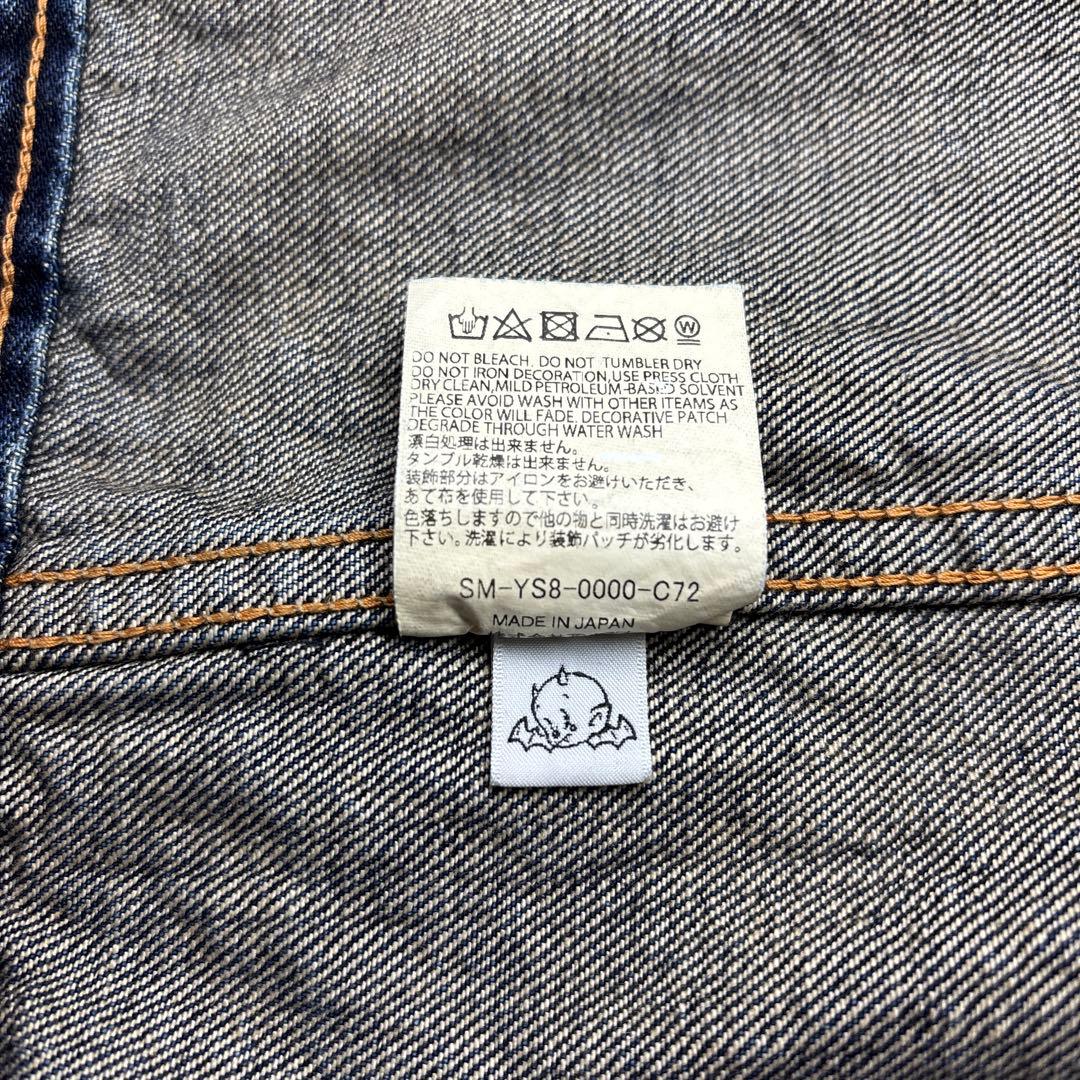 W
DO NOT BLEACH. DO NOT TUMBLER DRY
DO NOT IRON DECORATION,USE PRESS CLOTH
DRY CLEAN,MILD PETROLEUM-BASED SOLVENT
PLEASE AVOID WASH WITH OTHER ITEAMS AS
THE COLOR WILL FADE. DECORATIVE PATCH
DEGRADE THROUGH WATER WASH
漂白処理は出来ません。
タンブル乾燥は出来ません。
装飾部分はアイロンをお避けいただき、
あて布を使用して下さい。
色落ちしますので他の物と同時洗濯はお避け
下さい。洗濯により装飾パッチが劣化します。
SM-YS8-0000-C72
MADE IN JAPAN